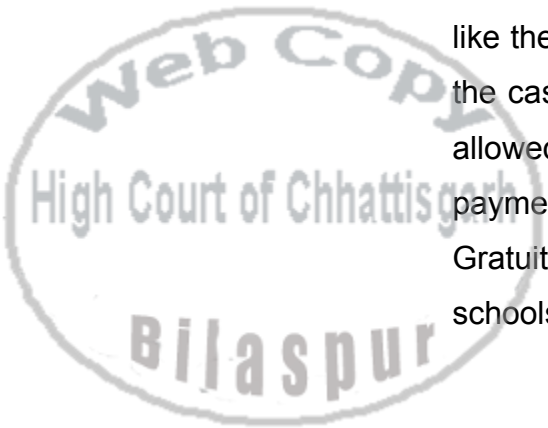 Web Copy
High Court of Chhattisgarh
Bilaspur
like the
the cas
allowed
payme
Gratuit
schools